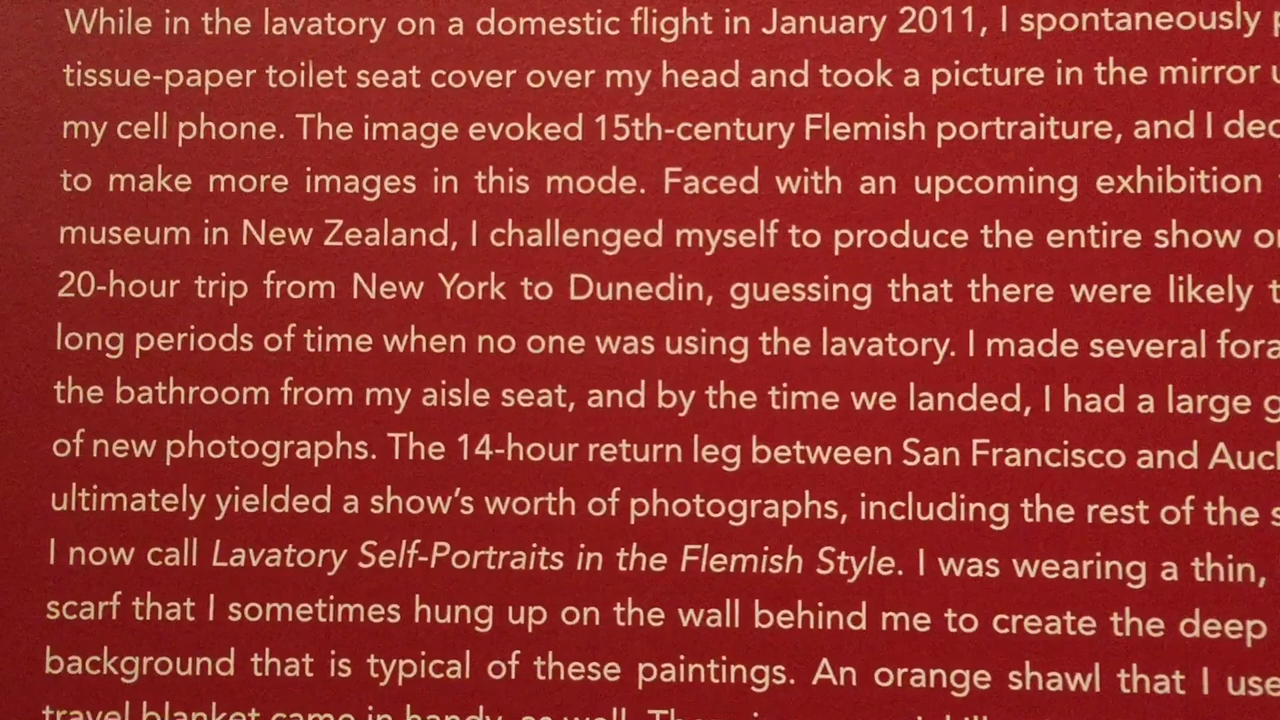 While in the lavatory on a domestic flight in January 2011, I spontaneously
tissue-paper toilet seat cover over my head and took a picture in the mirror
my cell phone. The image evoked 15th-century Flemish portraiture, and I
to make more images in this mode. Faced with an upcoming exhibition
museum in New Zealand, I challenged myself to produce the entire show
20-hour trip from New York to Dunedin, guessing that there were likely
long periods of time when no one was using the lavatory. I made several
the bathroom from my aisle seat, and by the time we landed, I had a large
of new photographs. The 14-hour return leg between San Francisco and
ultimately yielded a show's worth of photographs, including the rest of the
I now call Lavatory Self-Portraits in the Flemish Style. I was wearing a thin,
scarf that I sometimes hung up on the wall behind me to create the deep
background that is typical of these paintings. An orange shawl that I
travel blanket came in handy, as well.